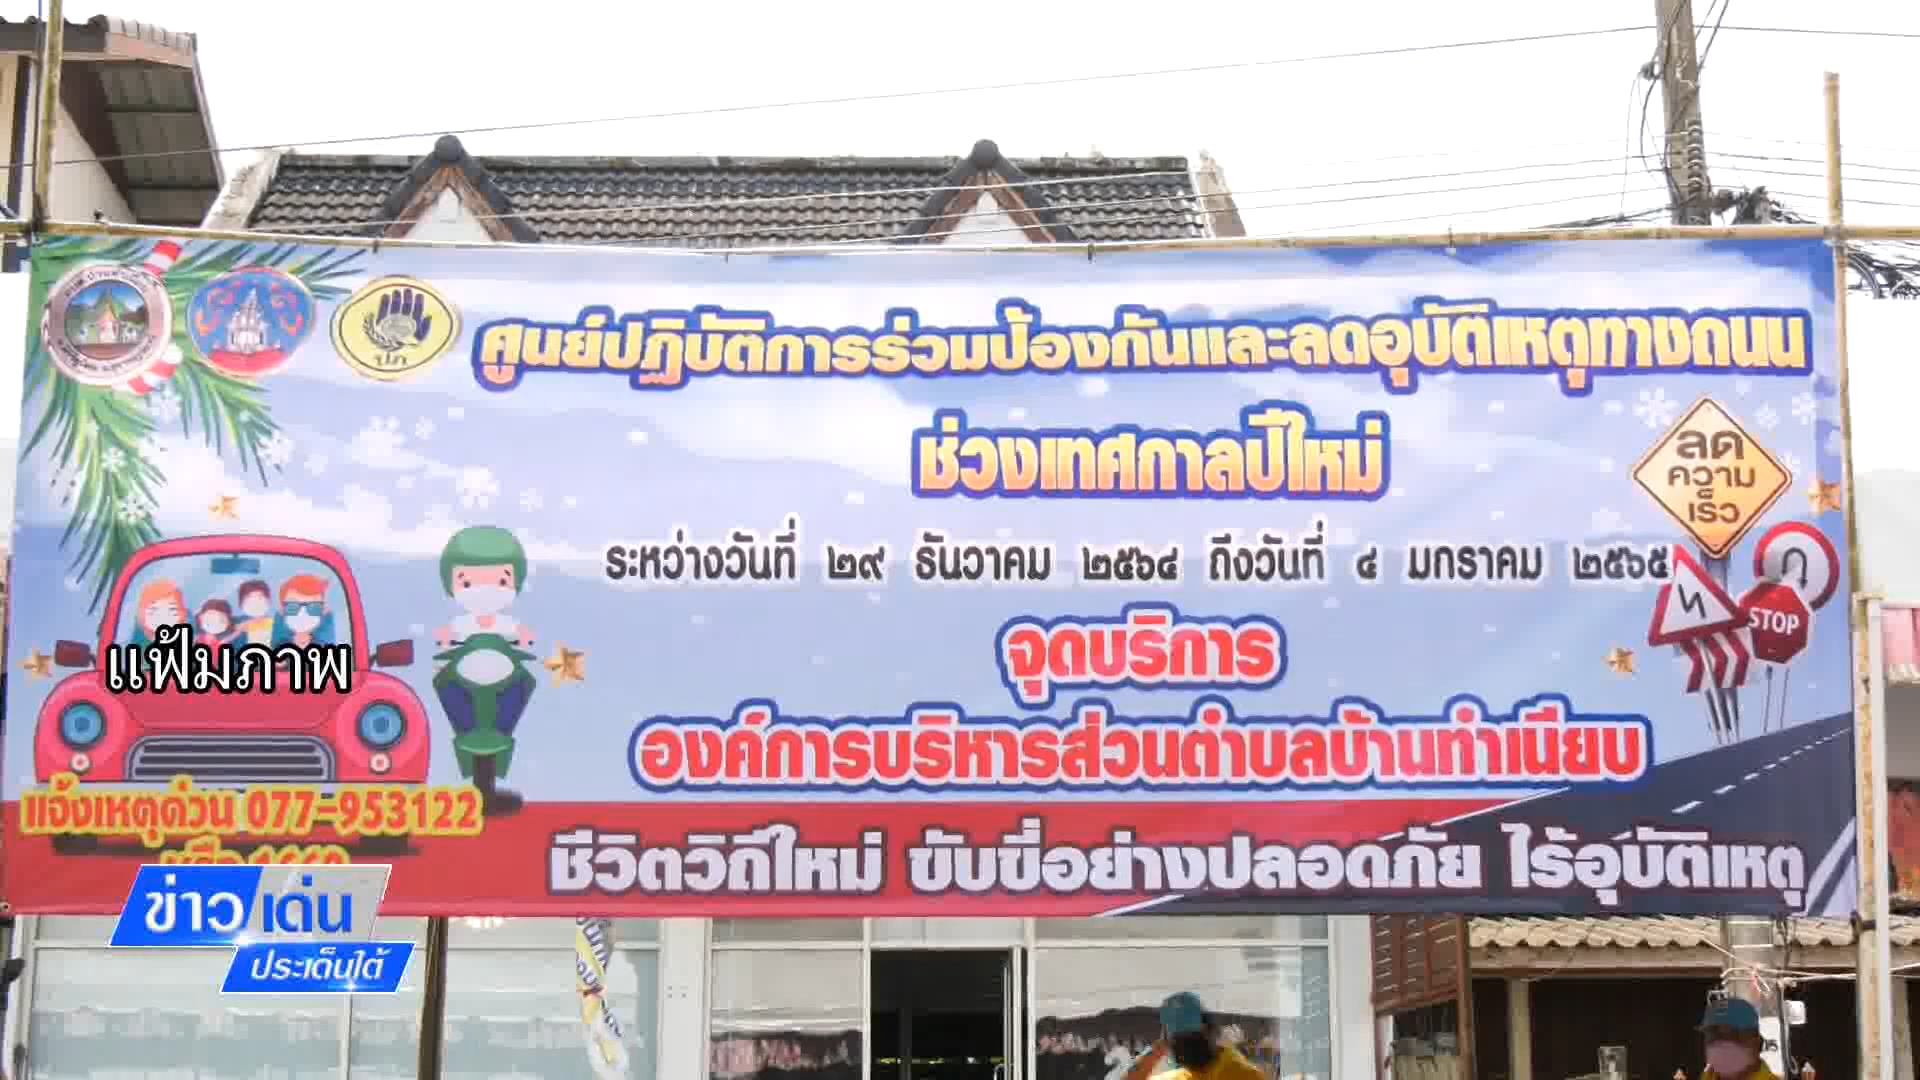 ศูนย์ปฏิบัติการร่วมป้องกันและลดอุบัติเหตุทางถนน
ช่วงเทศกาลปีใหม่
ระหว่างวันที่ ๒๙ ธันวาคม ๒๕๖๔ ถึงวันที่ ๔ มกราคม ๒๕๖๕
จุดบริการ
องค์การบริหารส่วนตำบลบ้านทำเนียบ
ชีวิตวิถีใหม่ ขับขี่อย่างปลอดภัย ไร้อุบัติเหตุ
ลด
ความ
เร็ว
STOP
ปภ
แฟ้มภาพ
แจ้งเหตุด่วน 077-953122
ข่าวเด่น
ประเด็นใต้